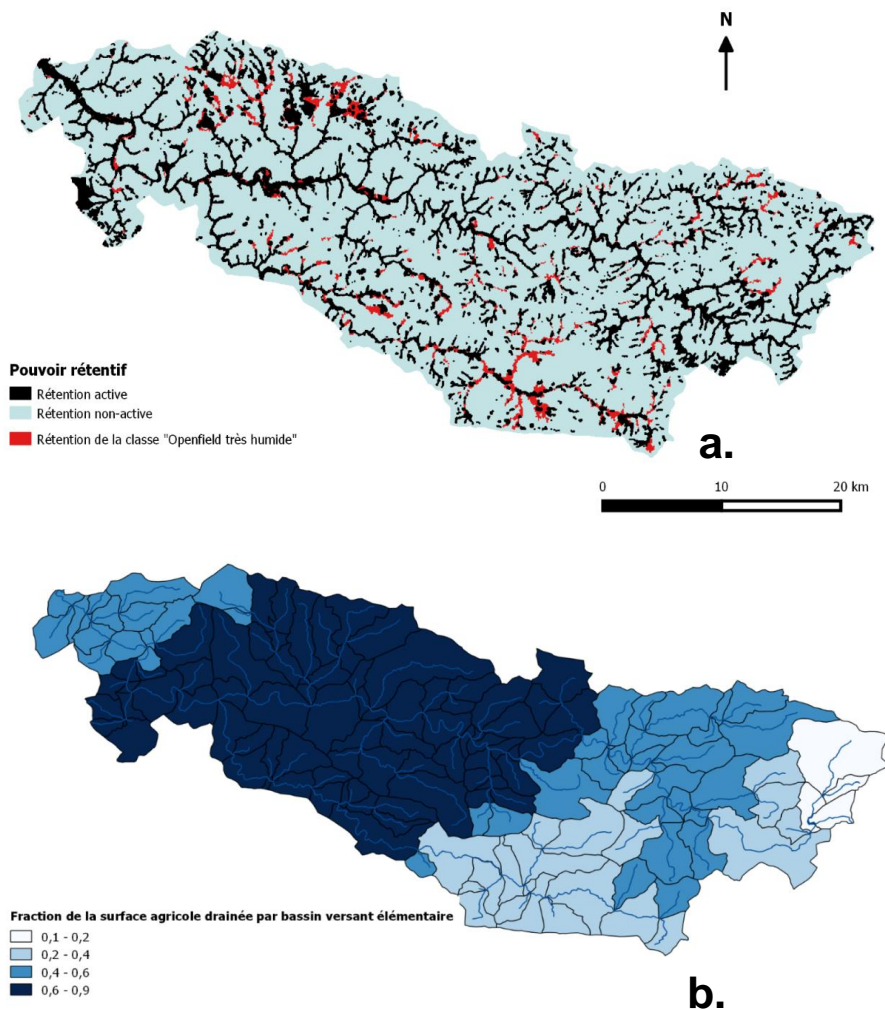 N
Pouvoir rétentif
Rétention active
Rétention non-active
Rétention de la classe "Openfield très humide"
a.
0 10 20 km
Fraction de la surface agricole drainée par bassin versant élémentaire
0,1 - 0,2
0,2 - 0,4
0,4 - 0,6
0,6 - 0,9
b.